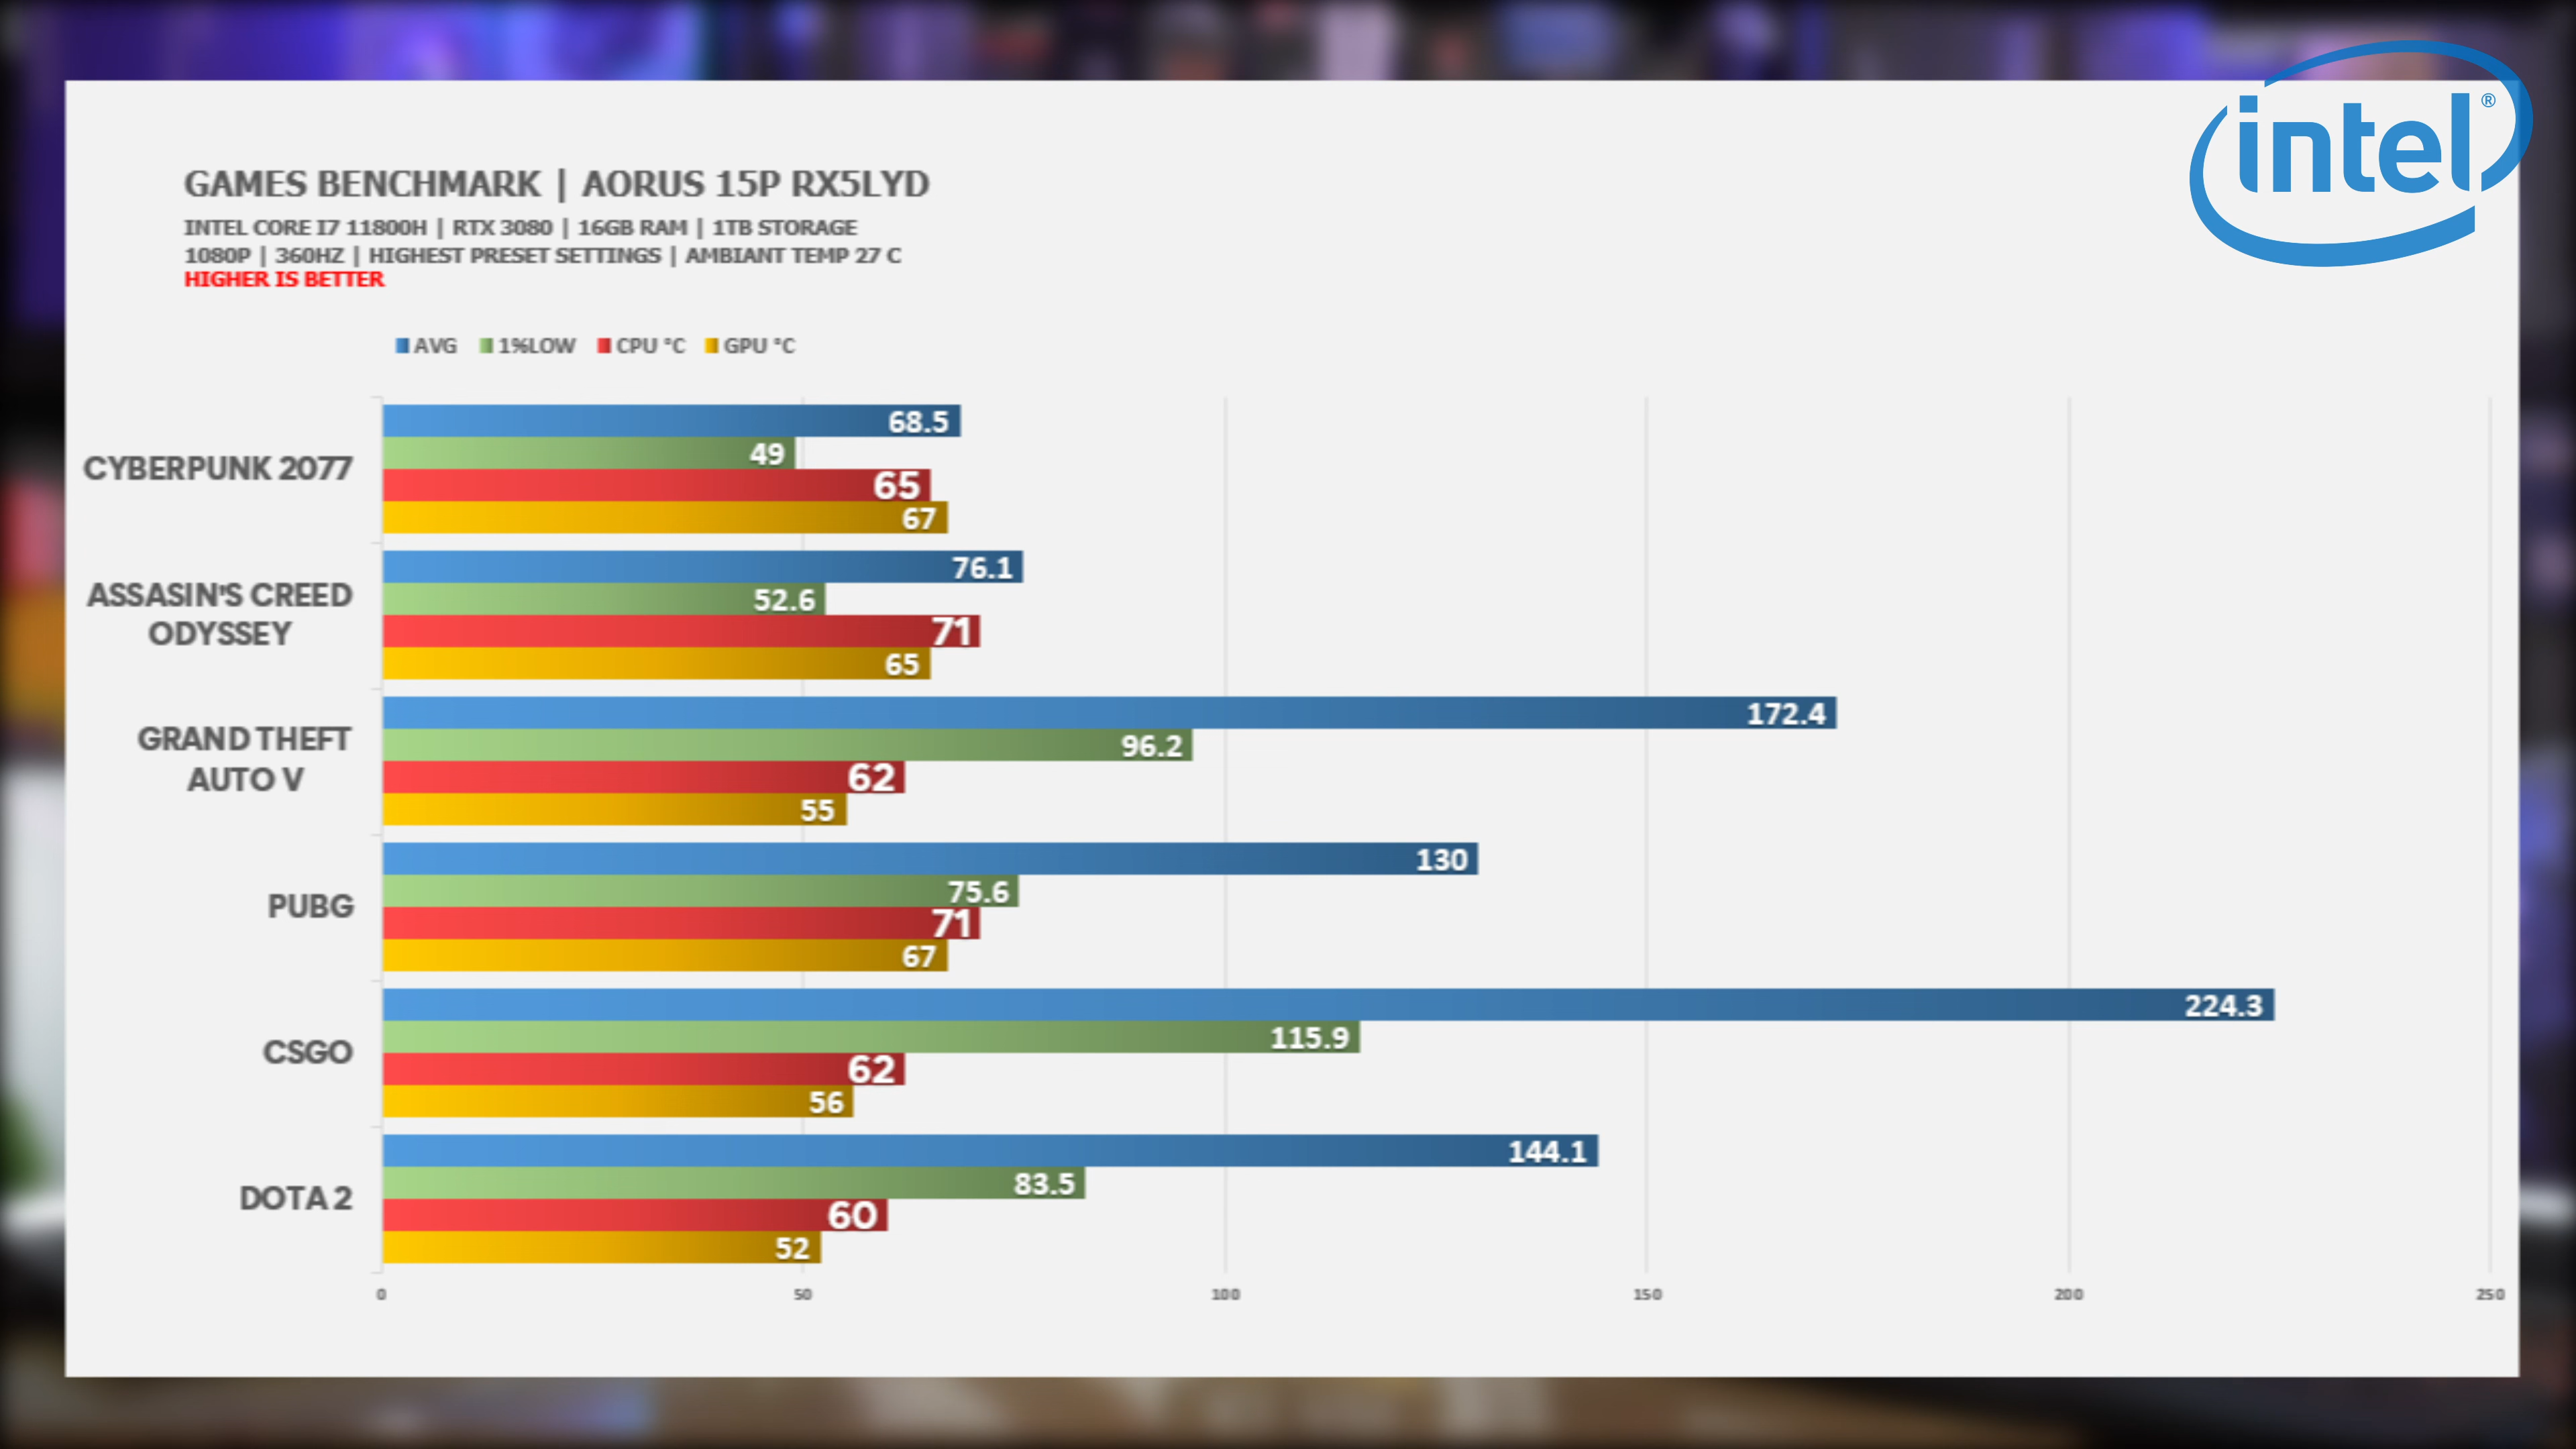 intel®
GAMES BENCHMARK | AORUS 15P RX5LYD
INTEL CORE I7 11800H | RTX 3080 | 16GB RAM | 1TB STORAGE
1080P | 360HZ | HIGHEST PRESET SETTINGS | AMBIANT TEMP 27 C
HIGHER IS BETTER
AVG 1%LOW CPU °C GPU °C
CYBERPUNK 2077
68.5
49
65
67
ASSASIN'S CREED
ODYSSEY
76.1
52.6
71
65
GRAND THEFT
AUTO V
172.4
96.2
62
55
PUBG
130
75.6
71
67
CSGO
224.3
115.9
62
56
DOTA 2
144.1
83.5
60
52
0 50 100 150 200 250